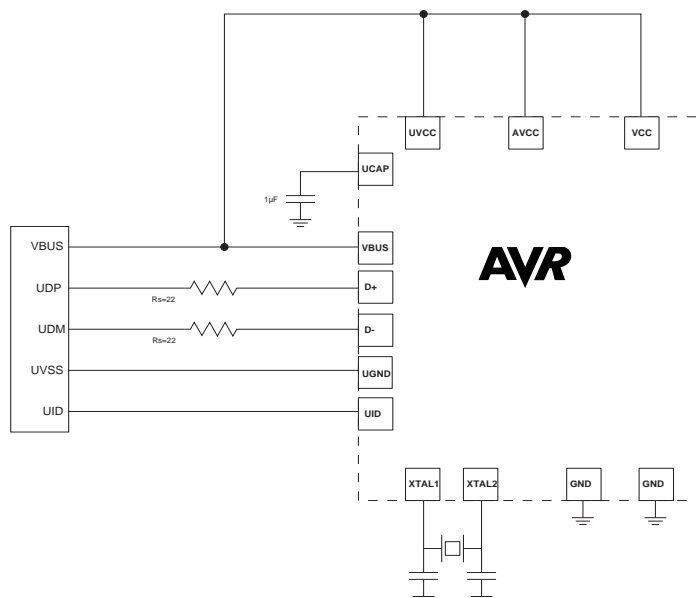 UVCC
AVCC
VCC
UCAP
1µF
VBUS
VBUS
AVR
UDP
Rs=22
D+
UDM
Rs=22
D-
UVSS
UGND
UID
UID
XTAL1
XTAL2
GND
GND